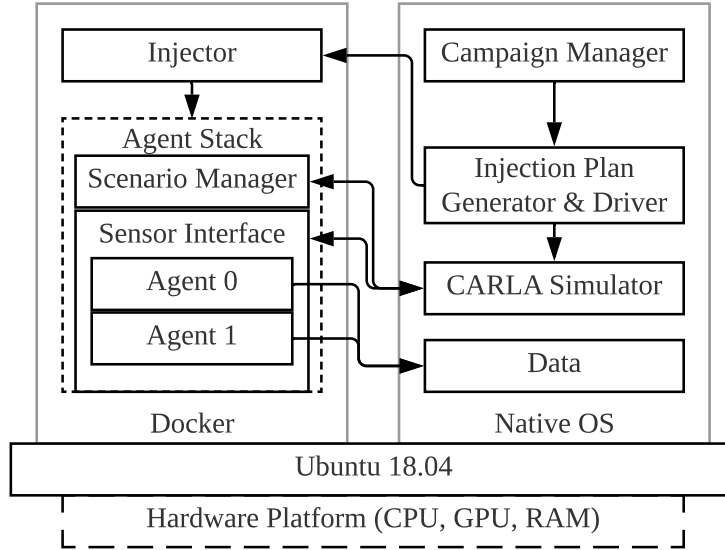 Injector
Agent Stack
Scenario Manager
Sensor Interface
Agent 0
Agent 1
Docker
Campaign Manager
Injection Plan
Generator & Driver
CARLA Simulator
Data
Native OS
Ubuntu 18.04
Hardware Platform (CPU, GPU, RAM)